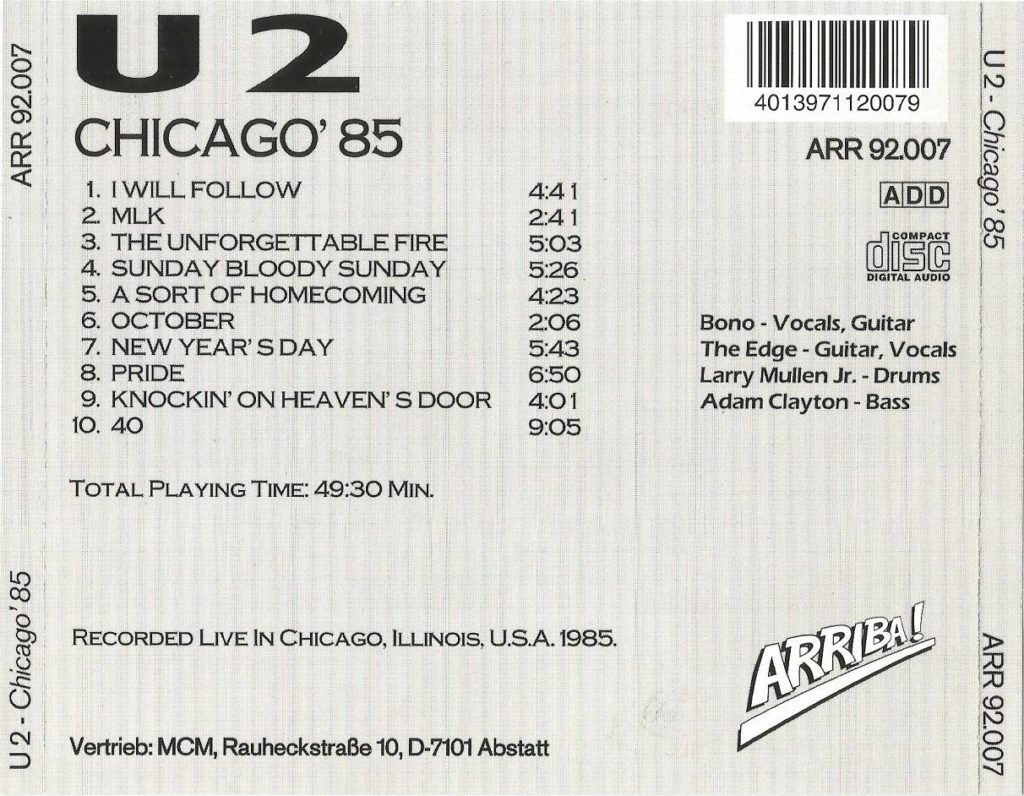 U 2
CHICAGO' 85
1. I WILL FOLLOW 4:41
2. MLK 2:41
3. THE UNFORGETTABLE FIRE 5:03
4. SUNDAY BLOODY SUNDAY 5:26
5. A SORT OF HOMECOMING 4:23
6. OCTOBER 2:06
7. NEW YEAR' S DAY 5:43
8. PRIDE 6:50
9. KNOCKIN' ON HEAVEN' S DOOR 4:01
10. 40 9:05
TOTAL PLAYING TIME: 49:30 MIN.
RECORDED LIVE IN CHICAGO, ILLINOIS, U.S.A. 1985.
Vertrieb: MCM, Rauheckstraße 10, D-7101 Abstatt
4013971120079
ARR 92.007
ADD
COMPACT
disc
DIGITAL AUDIO
Bono - Vocals, Guitar
The Edge - Guitar, Vocals
Larry Mullen Jr. - Drums
Adam Clayton - Bass
ARRIBA!
ARR 92.007
U 2 - Chicago' 85
U 2 - Chicago' 85
ARR 92.007